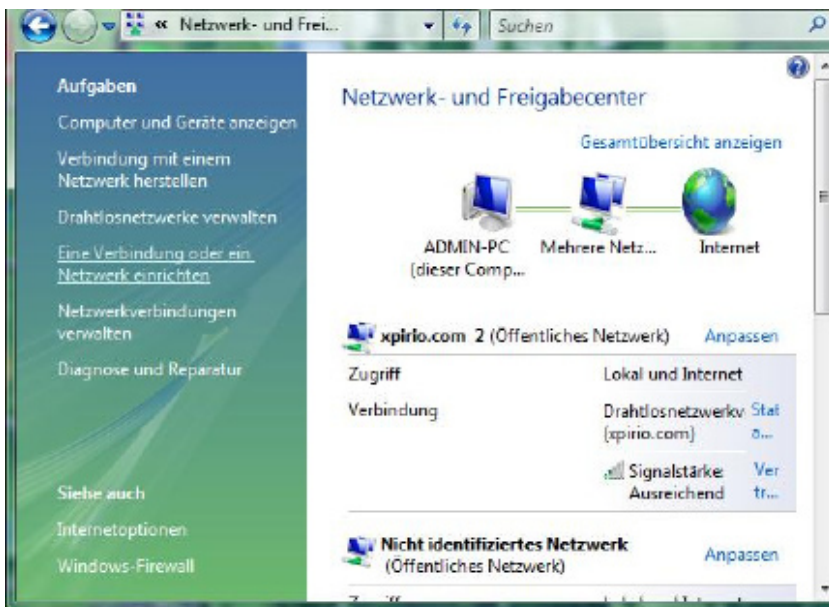 « Netzwerk- und Frei...
Suchen
Aufgaben
Computer und Geräte anzeigen
Verbindung mit einem
Netzwerk herstellen
Drahtlosnetzwerke verwalten
Eine Verbindung oder ein
Netzwerk einrichten
Netzwerkverbindungen
verwalten
Diagnose und Reparatur
Siehe auch
Internetoptionen
Windows-Firewall
Netzwerk- und Freigabecenter
Gesamtübersicht anzeigen
ADMIN-PC
(dieser Comp...
Mehrere Netz...
Internet
xpirio.com 2 (Öffentliches Netzwerk) Anpassen
Zugriff Lokal und Internet
Verbindung Drahtlosnetzwerkv Stat
(xpirio.com) a...
Signalstärke: Ver
Ausreichend tr...
Nicht identifiziertes Netzwerk
(Öffentliches Netzwerk) Anpassen